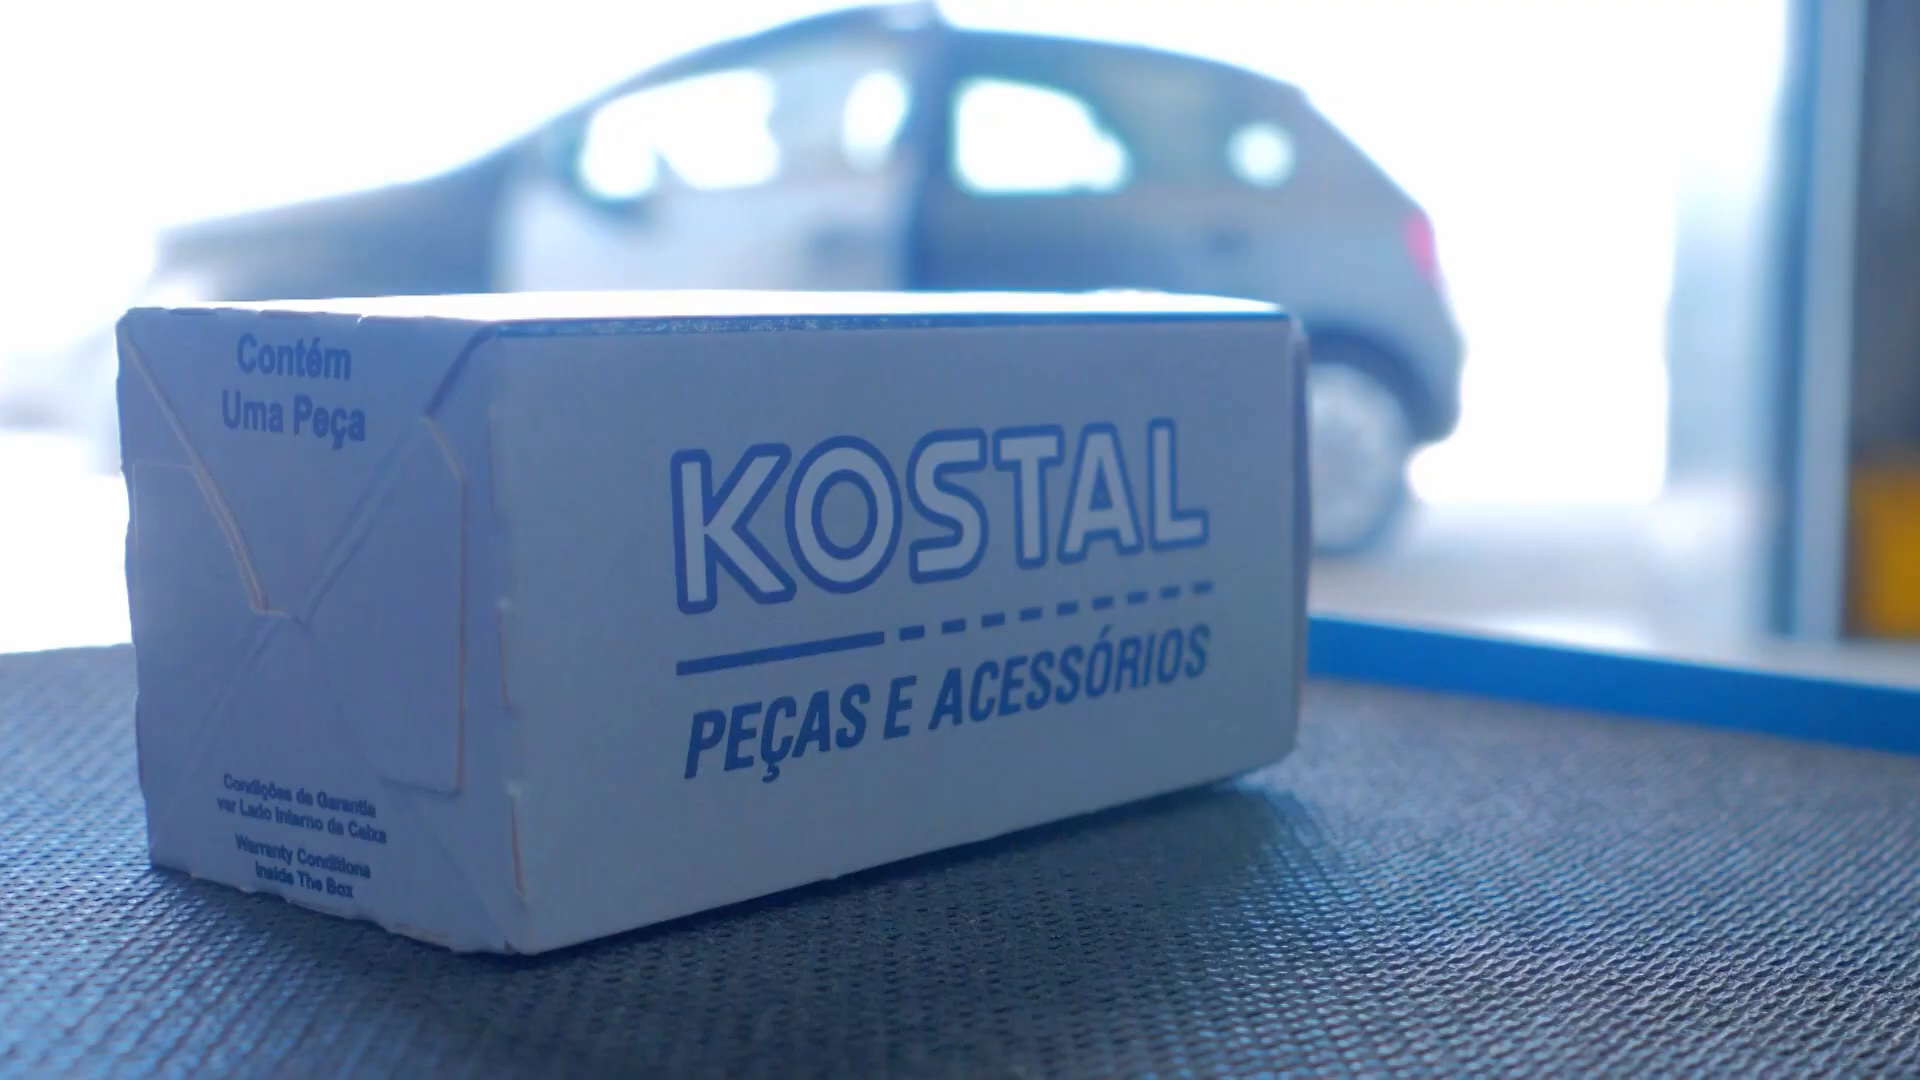 Contém
Uma Peça
KOSTAL
PEÇAS E ACESSÓRIOS
Condições de Garantia
ver Lado Interno da Caixa
Warranty Conditions
Inside The Box